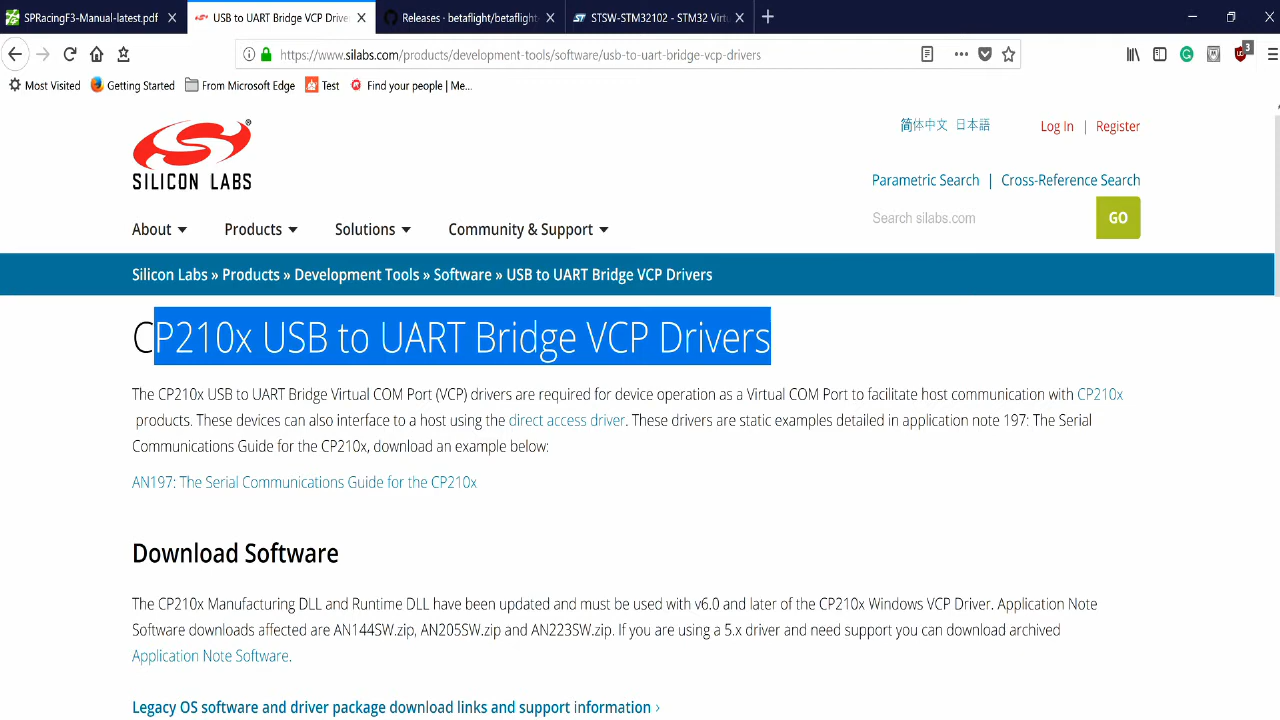 SPRacingF3-Manual-latest.pdf
USB to UART Bridge VCP Drive
Releases · betaflight/betaflight-
STSW-STM32102 - STM32 Virtu
https://www.silabs.com/products/development-tools/software/usb-to-uart-bridge-vcp-drivers
3
Most Visited Getting Started From Microsoft Edge Test Find your people | Me...
SILICON LABS
简体中文 日本語 Log In | Register
Parametric Search | Cross-Reference Search
Search silabs.com GO
About Products Solutions Community & Support
Silicon Labs » Products » Development Tools » Software » USB to UART Bridge VCP Drivers
CP210x USB to UART Bridge VCP Drivers
The CP210x USB to UART Bridge Virtual COM Port (VCP) drivers are required for device operation as a Virtual COM Port to facilitate host communication with CP210x
products. These devices can also interface to a host using the direct access driver. These drivers are static examples detailed in application note 197: The Serial
Communications Guide for the CP210x, download an example below:
AN197: The Serial Communications Guide for the CP210x
Download Software
The CP210x Manufacturing DLL and Runtime DLL have been updated and must be used with v6.0 and later of the CP210x Windows VCP Driver. Application Note
Software downloads affected are AN144SW.zip, AN205SW.zip and AN223SW.zip. If you are using a 5.x driver and need support you can download archived
Application Note Software.
Legacy OS software and driver package download links and support information ›